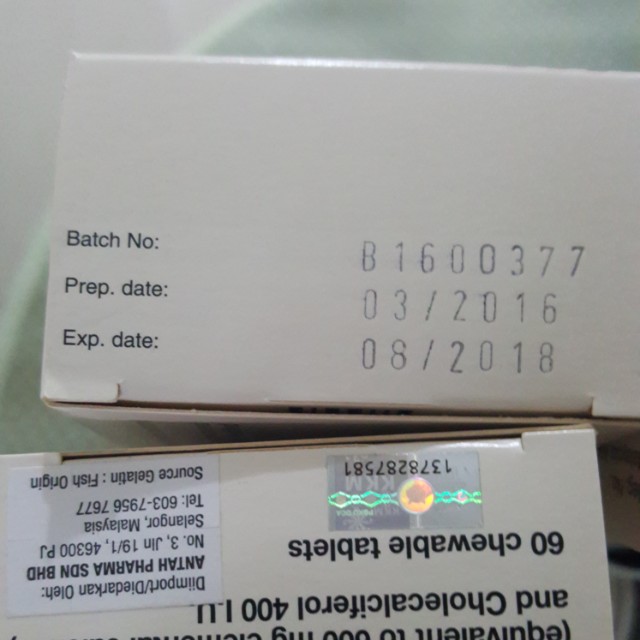 Batch No: B1600377
Prep. date: 03/2016
Exp. date: 08/2018
(equivalent to 600 mg elemental
and Cholecalciferol 400 I.U.
60 chewable tablets
1378287581
KKM
Diimport/Diedarkan Oleh:
ANTAH PHARMA SDN BHD
No. 3, Jln 19/1, 46300 PJ
Selangor, Malaysia
Tel: 603-7956 7677
Source Gelatin : Fish Origin